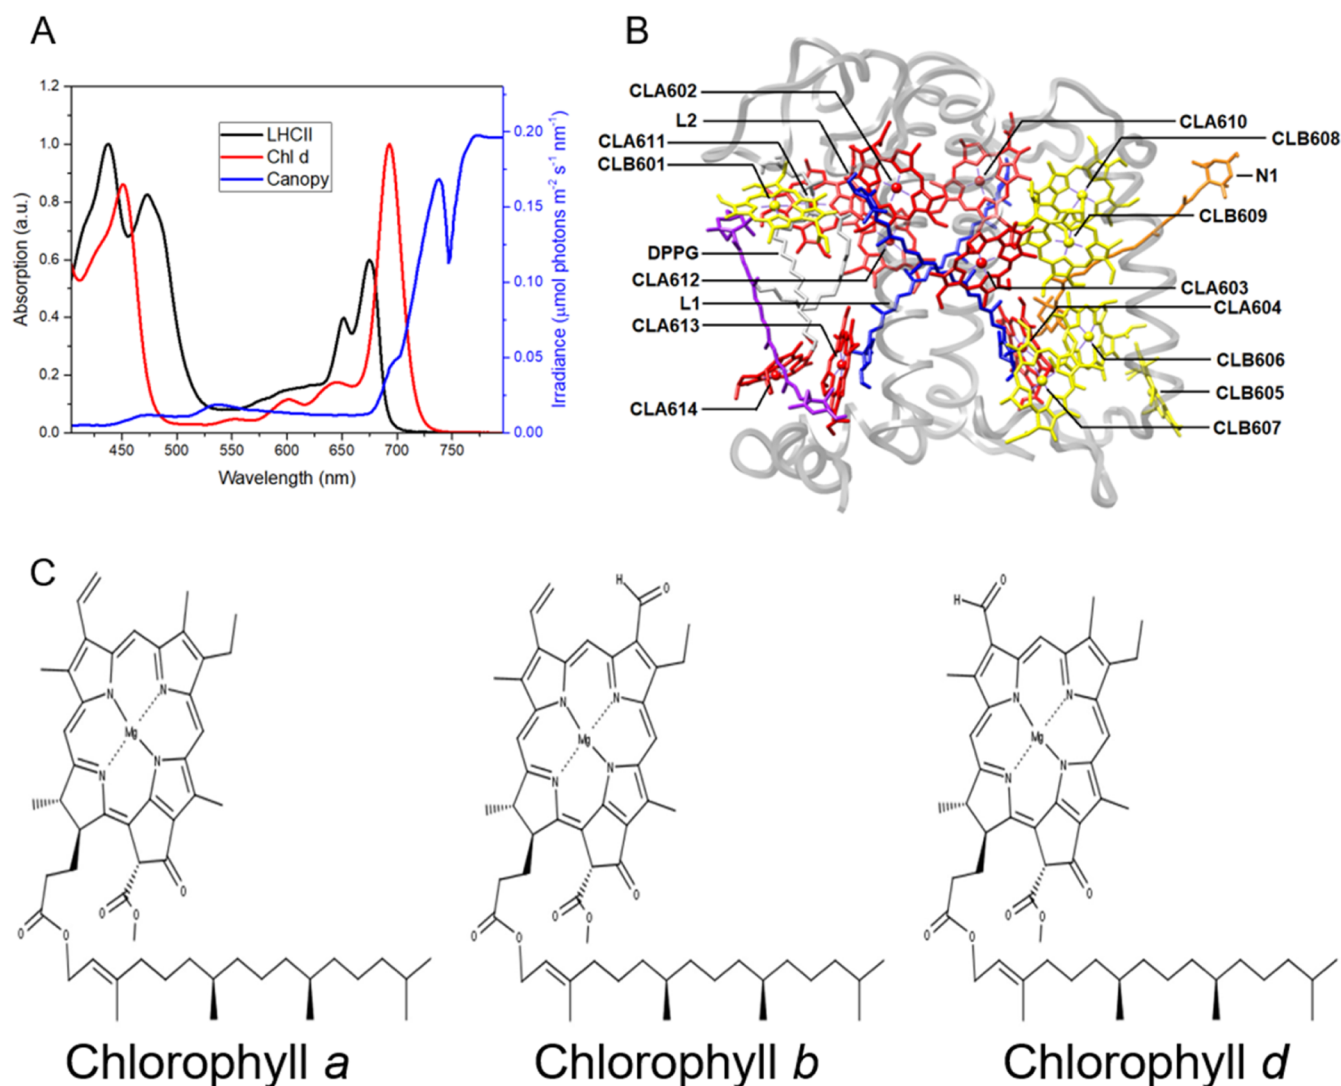 A
B
1.2
1.0
0.8
0.6
0.4
0.2
0.0
Absorption (a.u.)
LHCII
Chl d
Canopy
0.20
0.15
0.10
0.05
0.00
Irradiance (μmol photons m⁻² s⁻¹ nm⁻¹)
450 500 550 600 650 700 750
Wavelength (nm)
CLA602
L2
CLA611
CLB601
DPPG
CLA612
L1
CLA613
CLA614
CLA610
CLB608
N1
CLB609
CLA603
CLA604
CLB606
CLB605
CLB607
C
H O
H O
N N
Mg
N N
N N
Mg
N N
N N
Mg
N N
O O O
O O O
O O O
O O O
O O O
Chlorophyll a
Chlorophyll b
Chlorophyll d